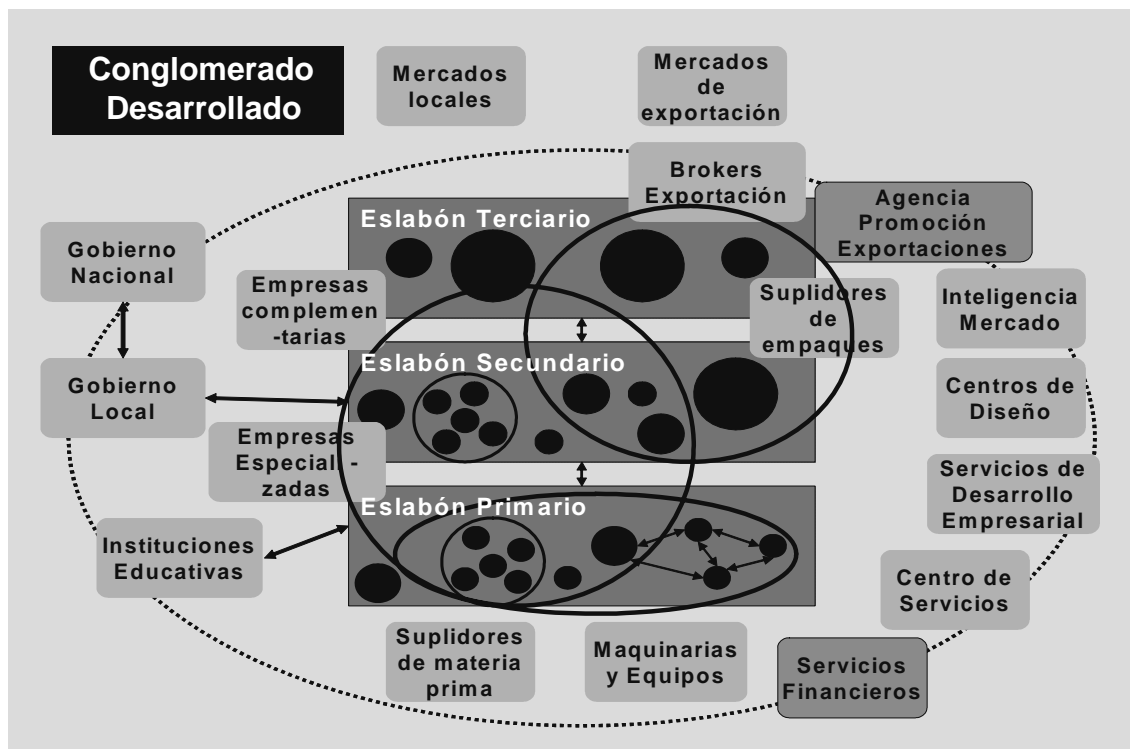 Conglomerado
Desarrollado
Mercados
locales
Mercados
de
exportación
Brokers
Exportación
Agencia
Promoción
Exportaciones
Eslabón Terciario
Gobierno
Nacional
Empresas
complemen
-tarias
Suplidores
de
empaques
Inteligencia
Mercado
Eslabón Secundario
Gobierno
Local
Centros de
Diseño
Empresas
Especiali -
zadas
Servicios de
Desarrollo
Empresarial
Eslabón Primario
Instituciones
Educativas
Centro de
Servicios
Suplidores
de materia
prima
Maquinarias
y Equipos
Servicios
Financieros